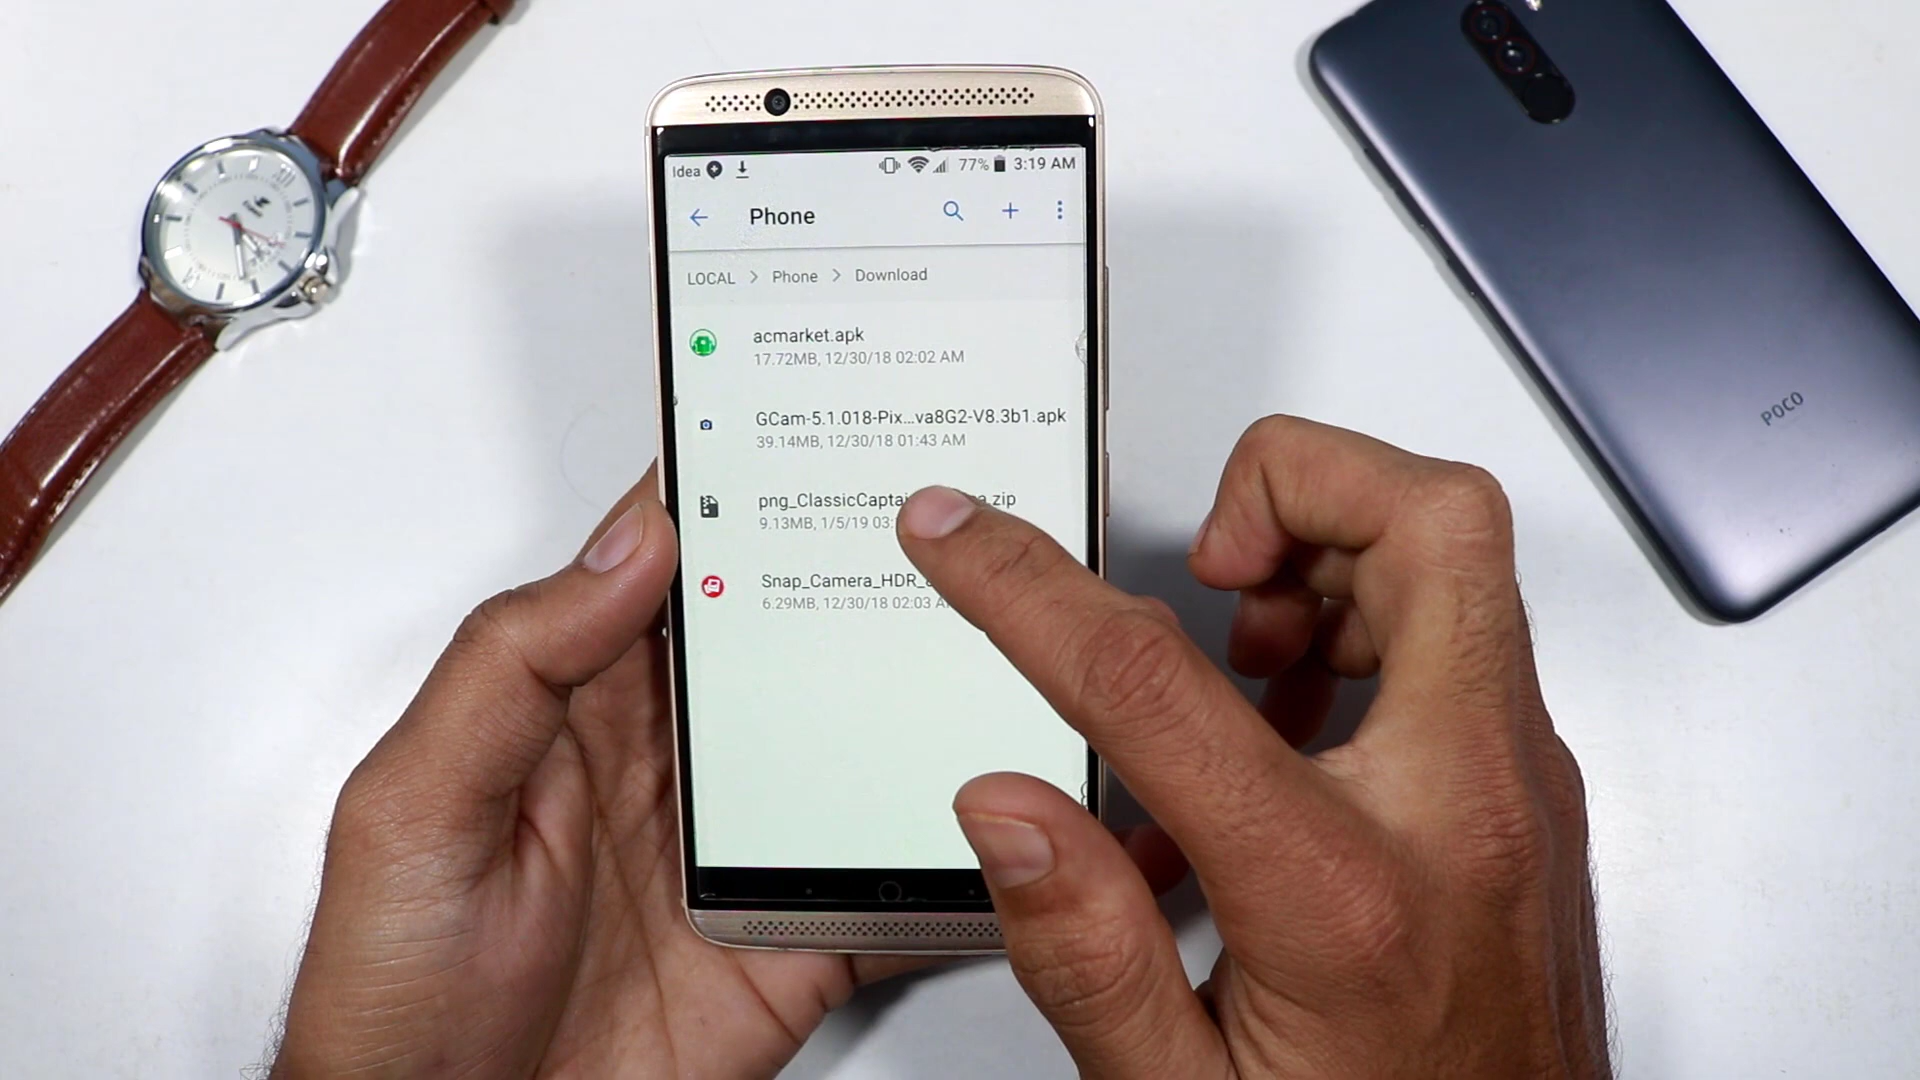 Idea 77% 3:19 AM
Phone
LOCAL > Phone > Download
acmarket.apk
17.72MB, 12/30/18 02:02 AM
GCam-5.1.018-Pix...va8G2-V8.3b1.apk
39.14MB, 12/30/18 01:43 AM
png_ClassicCaptai a.zip
9.13MB, 1/5/19 03:
Snap_Camera_HDR_
6.29MB, 12/30/18 02:03 A
POCO